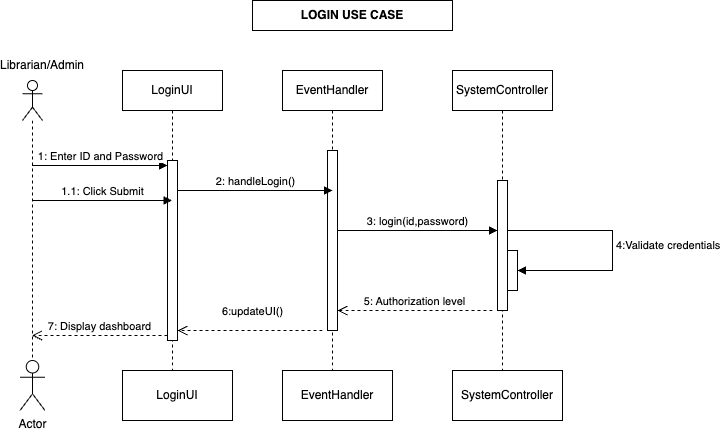 LOGIN USE CASE
Librarian/Admin
LoginUI
EventHandler
SystemController
1: Enter ID and Password
2: handleLogin()
1.1: Click Submit
3: login(id,password)
4:Validate credentials
5: Authorization level
6:updateUI()
7: Display dashboard
Actor
LoginUI
EventHandler
SystemController